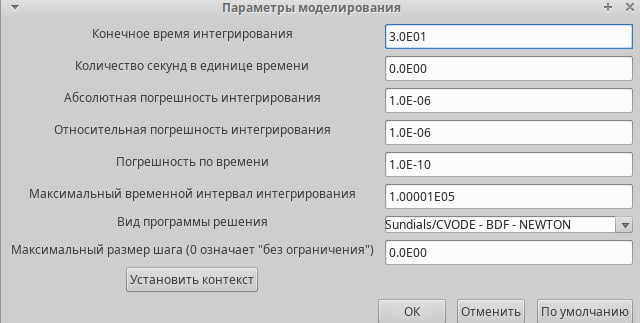 Параметры моделирования
Конечное время интегрирования 3.0E01
Количество секунд в единице времени 0.0E00
Абсолютная погрешность интегрирования 1.0E-06
Относительная погрешность интегрирования 1.0E-06
Погрешность по времени 1.0E-10
Максимальный временной интервал интегрирования 1.00001E05
Вид программы решения Sundials/CVODE - BDF - NEWTON
Максимальный размер шага (0 означает "без ограничения") 0.0E00
Установить контекст
ОК Отменить По умолчанию